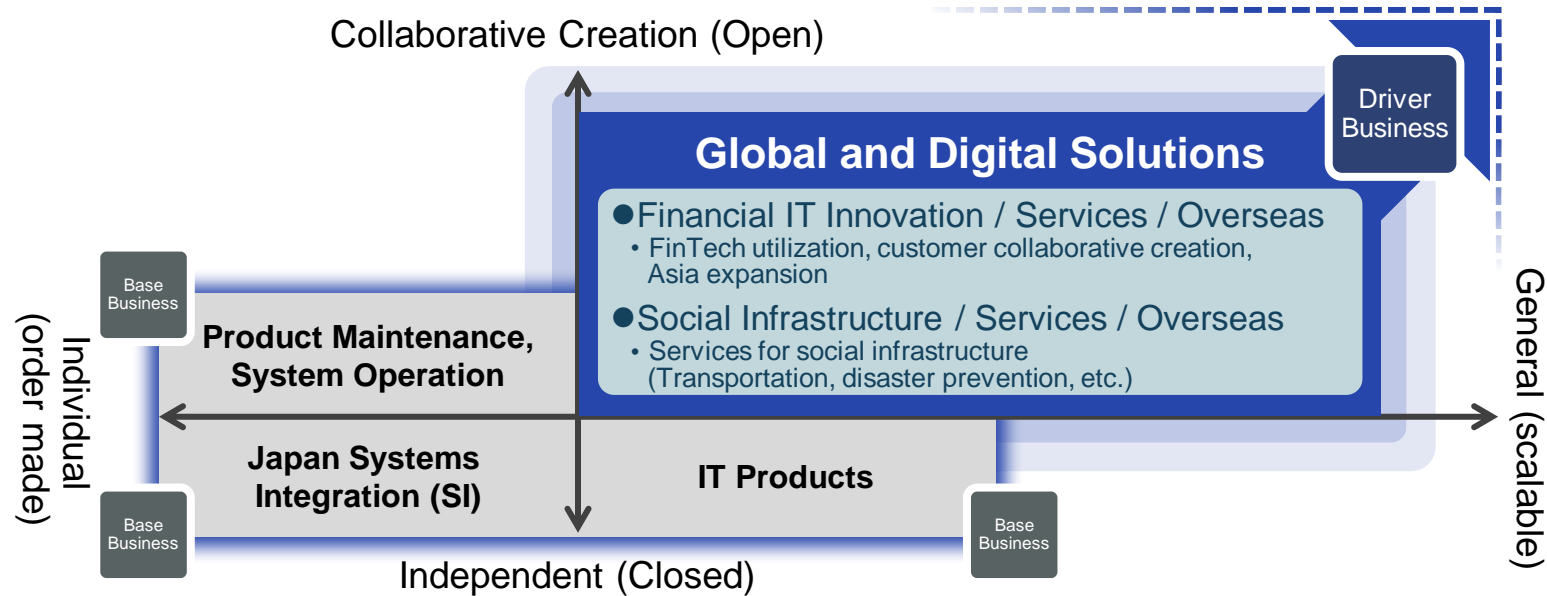 Collaborative Creation (Open)
Driver
Business
Global and Digital Solutions
●Financial IT Innovation / Services / Overseas
• FinTech utilization, customer collaborative creation,
Asia expansion
●Social Infrastructure / Services / Overseas
• Services for social infrastructure
(Transportation, disaster prevention, etc.)
Base
Business
Product Maintenance,
System Operation
Individual
(order made)
General (scalable)
Japan Systems
Integration (SI)
IT Products
Base
Business
Base
Business
Independent (Closed)